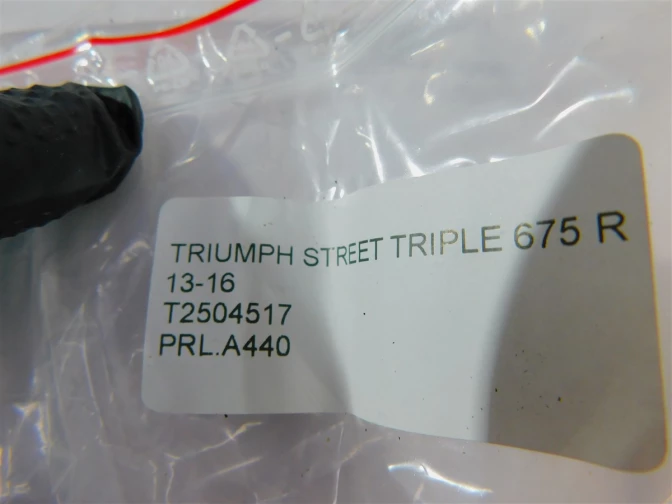 TRIUMPH STREET TRIPLE 675 R
13-16
T2504517
PRL.A440